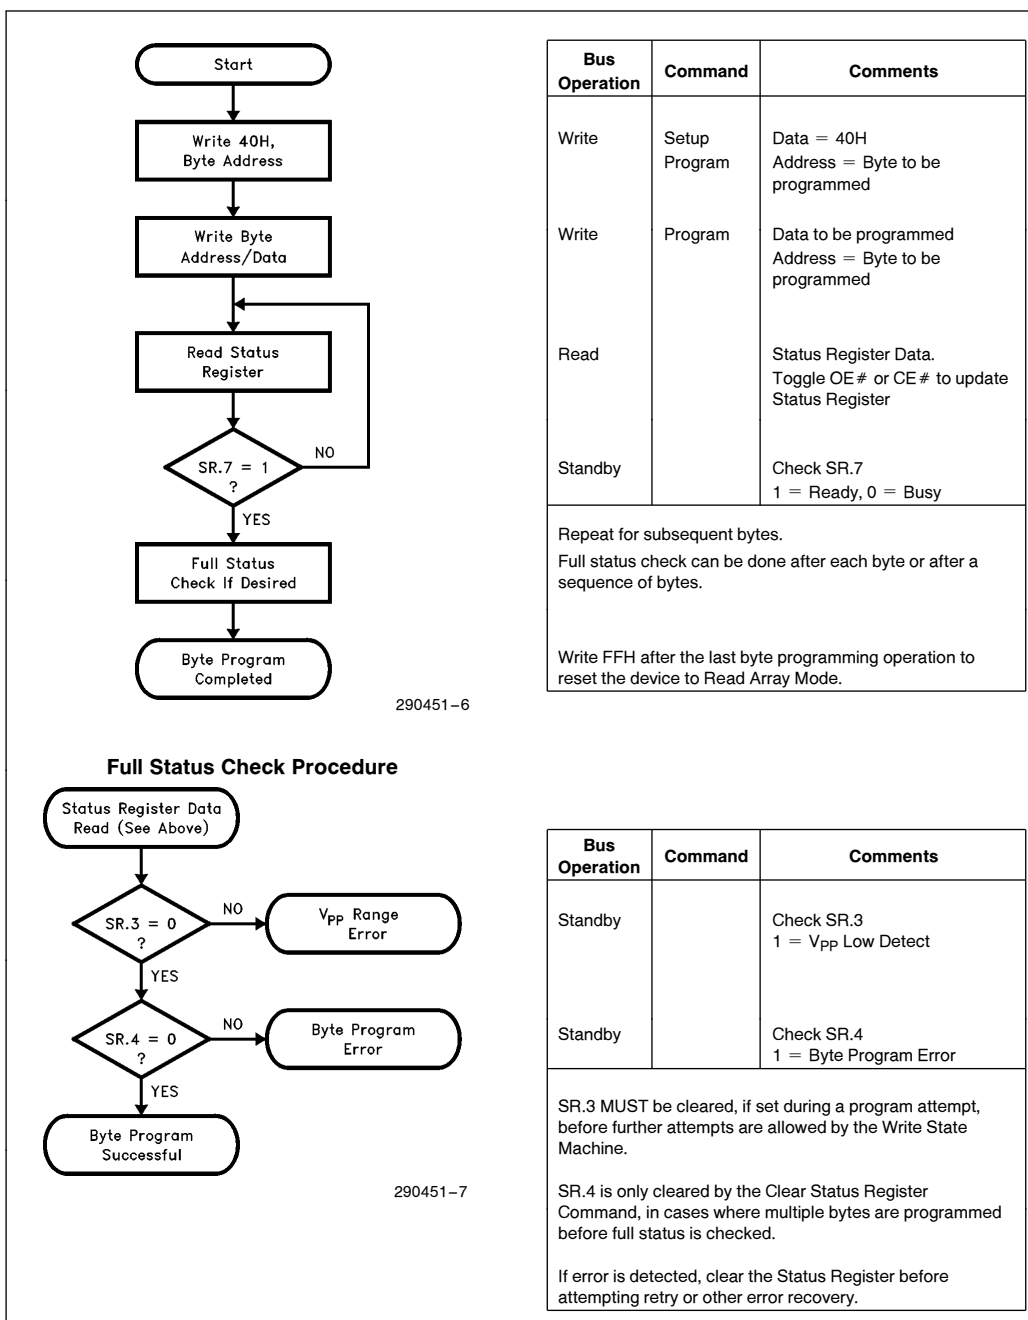 Start
Write 40H,
Byte Address
Write Byte
Address/Data
Read Status
Register
SR.7 = 1
?
NO
YES
Full Status
Check If Desired
Byte Program
Completed
290451–6
Bus
Operation
Command
Comments
Write
Setup
Program
Data = 40H
Address = Byte to be
programmed
Write
Program
Data to be programmed
Address = Byte to be
programmed
Read
Status Register Data.
Toggle OE# or CE# to update
Status Register
Standby
Check SR.7
1 = Ready, 0 = Busy
Repeat for subsequent bytes.
Full status check can be done after each byte or after a
sequence of bytes.
Write FFH after the last byte programming operation to
reset the device to Read Array Mode.
Full Status Check Procedure
Status Register Data
Read (See Above)
SR.3 = 0
?
NO
VPP Range
Error
YES
SR.4 = 0
?
NO
Byte Program
Error
YES
Byte Program
Successful
290451–7
Bus
Operation
Command
Comments
Standby
Check SR.3
1 = VPP Low Detect
Standby
Check SR.4
1 = Byte Program Error
SR.3 MUST be cleared, if set during a program attempt,
before further attempts are allowed by the Write State
Machine.
SR.4 is only cleared by the Clear Status Register
Command, in cases where multiple bytes are programmed
before full status is checked.
If error is detected, clear the Status Register before
attempting retry or other error recovery.